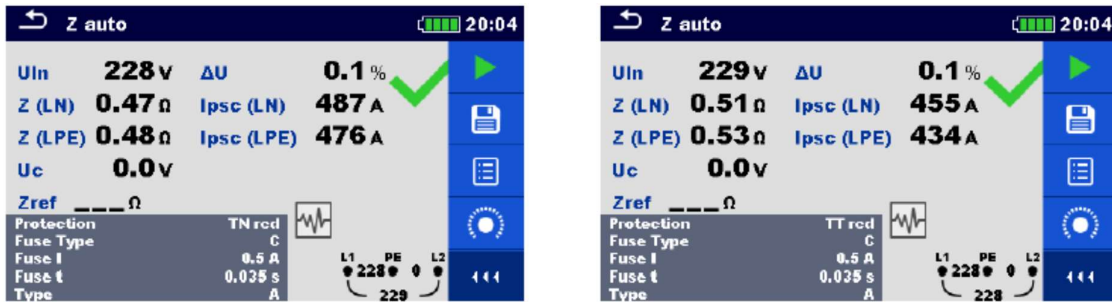 Z auto 20:04
Uln 228 V ΔU 0.1 %
Z (LN) 0.47 Ω Ipsc (LN) 487 A
Z (LPE) 0.48 Ω Ipsc (LPE) 476 A
Uc 0.0 V
Zref ___ Ω
Protection TN rcd
Fuse Type C
Fuse I 0.5 A
Fuse t 0.035 s
Type A
L1 PE L2
228 0
229
Z auto 20:04
Uln 229 V ΔU 0.1 %
Z (LN) 0.51 Ω Ipsc (LN) 455 A
Z (LPE) 0.53 Ω Ipsc (LPE) 434 A
Uc 0.0 V
Zref ___ Ω
Protection TT rcd
Fuse Type C
Fuse I 0.5 A
Fuse t 0.035 s
Type A
L1 PE L2
228 0
228